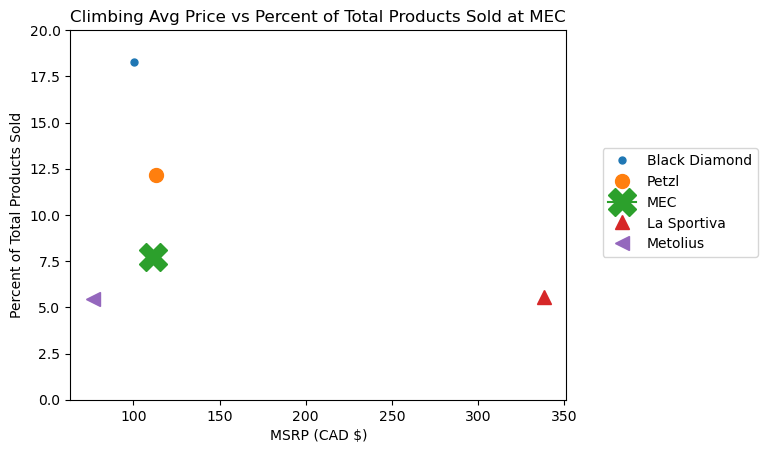 Climbing Avg Price vs Percent of Total Products Sold at MEC
20.0
17.5
15.0
12.5
10.0
7.5
5.0
2.5
0.0
Percent of Total Products Sold
100 150 200 250 300 350
MSRP (CAD $)
Black Diamond
Petzl
MEC
La Sportiva
Metolius